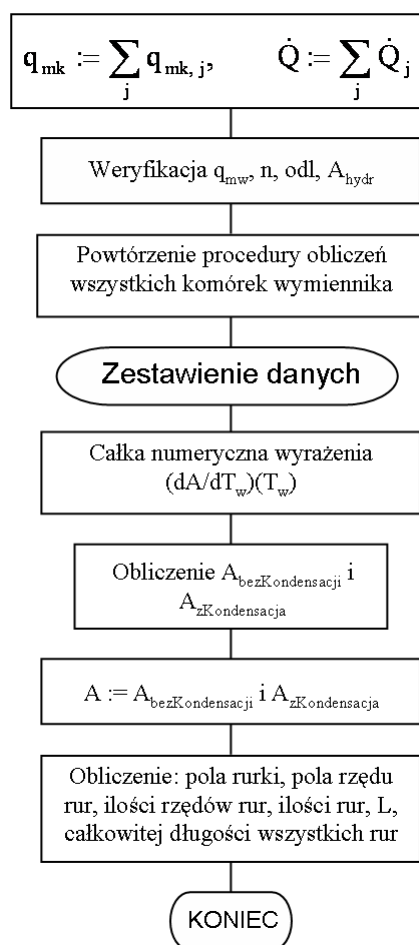 q_mk := ∑_j q_mk, j,    Q̇ := ∑_j Q̇_j
Weryfikacja q_mw, n, odl, A_hydr
Powtórzenie procedury obliczeń
wszystkich komórek wymiennika
Zestawienie danych
Całka numeryczna wyrażenia
(dA/dT_w)(T_w)
Obliczenie A_bezKondensacji i
A_zKondensacja
A := A_bezKondensacji i A_zKondensacja
Obliczenie: pola rurki, pola rzędu
rur, ilości rzędów rur, ilości rur, L,
całkowitej długości wszystkich rur
KONIEC